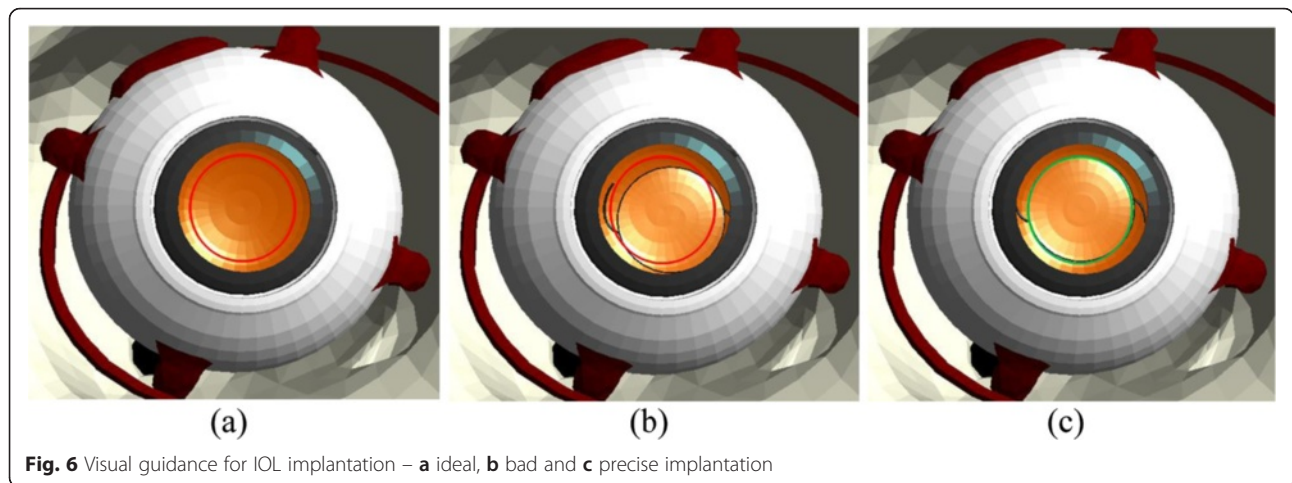 (a) (b) (c)
Fig. 6 Visual guidance for IOL implantation – a ideal, b bad and c precise implantation